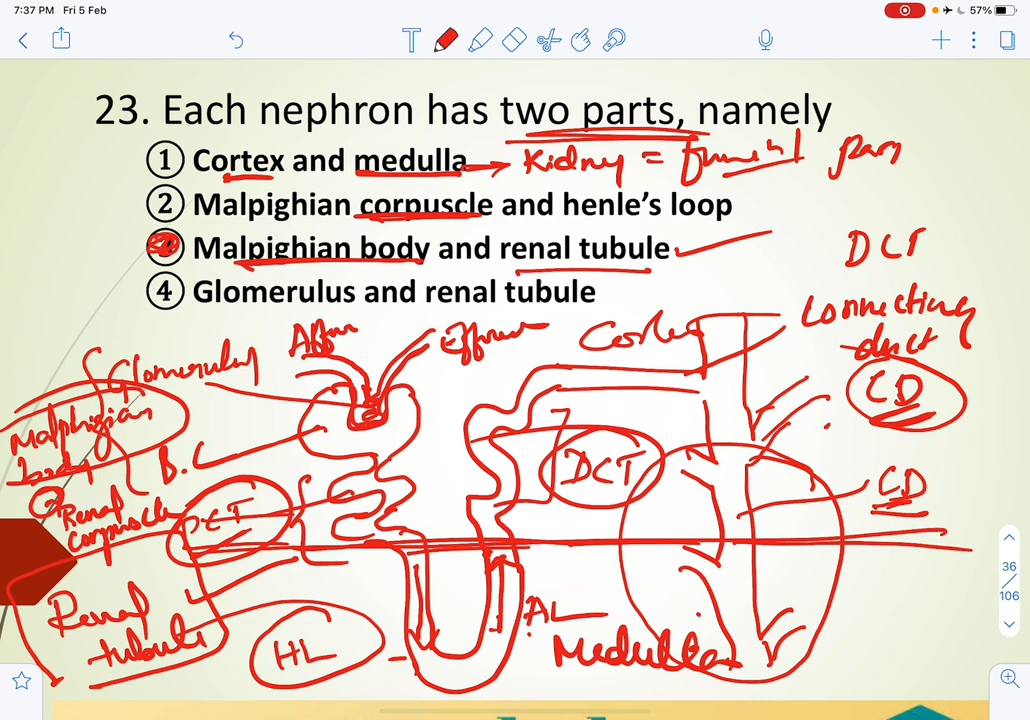 7:37 PM Fri 5 Feb
57%
23. Each nephron has two parts, namely
① Cortex and medulla → Kidney =
② Malpighian corpuscle and henle's loop
Malpighian body and renal tubule
④ Glomerulus and renal tubule
DCT
Connecting
duct
CD
Glomerulus
Malpighian
body
Renal
corpuscle
B.C
PCT
DCT
CD
Renal
tubule
HL
AL
Medulla
36
/
106